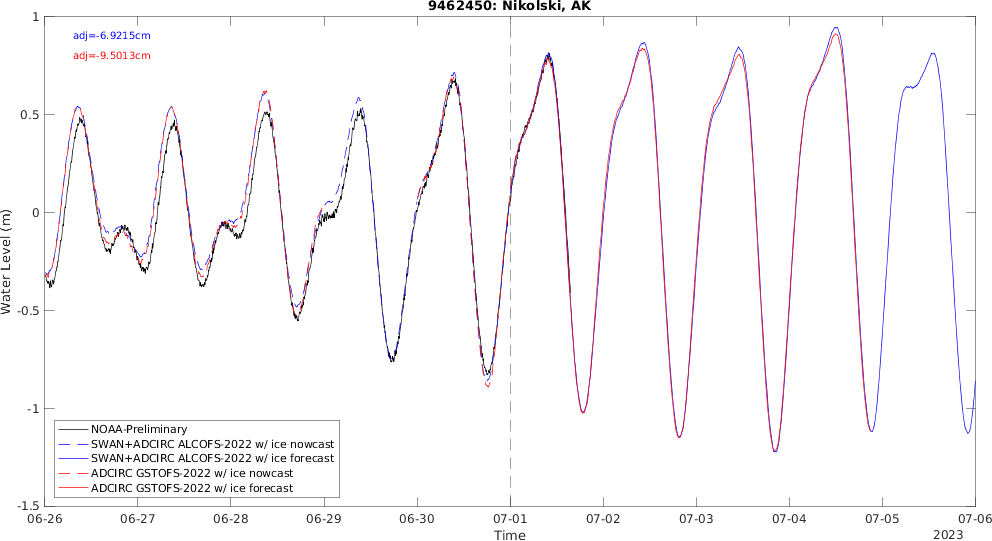 9462450: Nikolski, AK
adj=-6.9215cm
adj=-9.5013cm
1
0.5
0
-0.5
-1
-1.5
Water Level (m)
NOAA-Preliminary
SWAN+ADCIRC ALCOFS-2022 w/ ice nowcast
SWAN+ADCIRC ALCOFS-2022 w/ ice forecast
ADCIRC GSTOFS-2022 w/ ice nowcast
ADCIRC GSTOFS-2022 w/ ice forecast
06-26 06-27 06-28 06-29 06-30 07-01 07-02 07-03 07-04 07-05 07-06
Time
2023